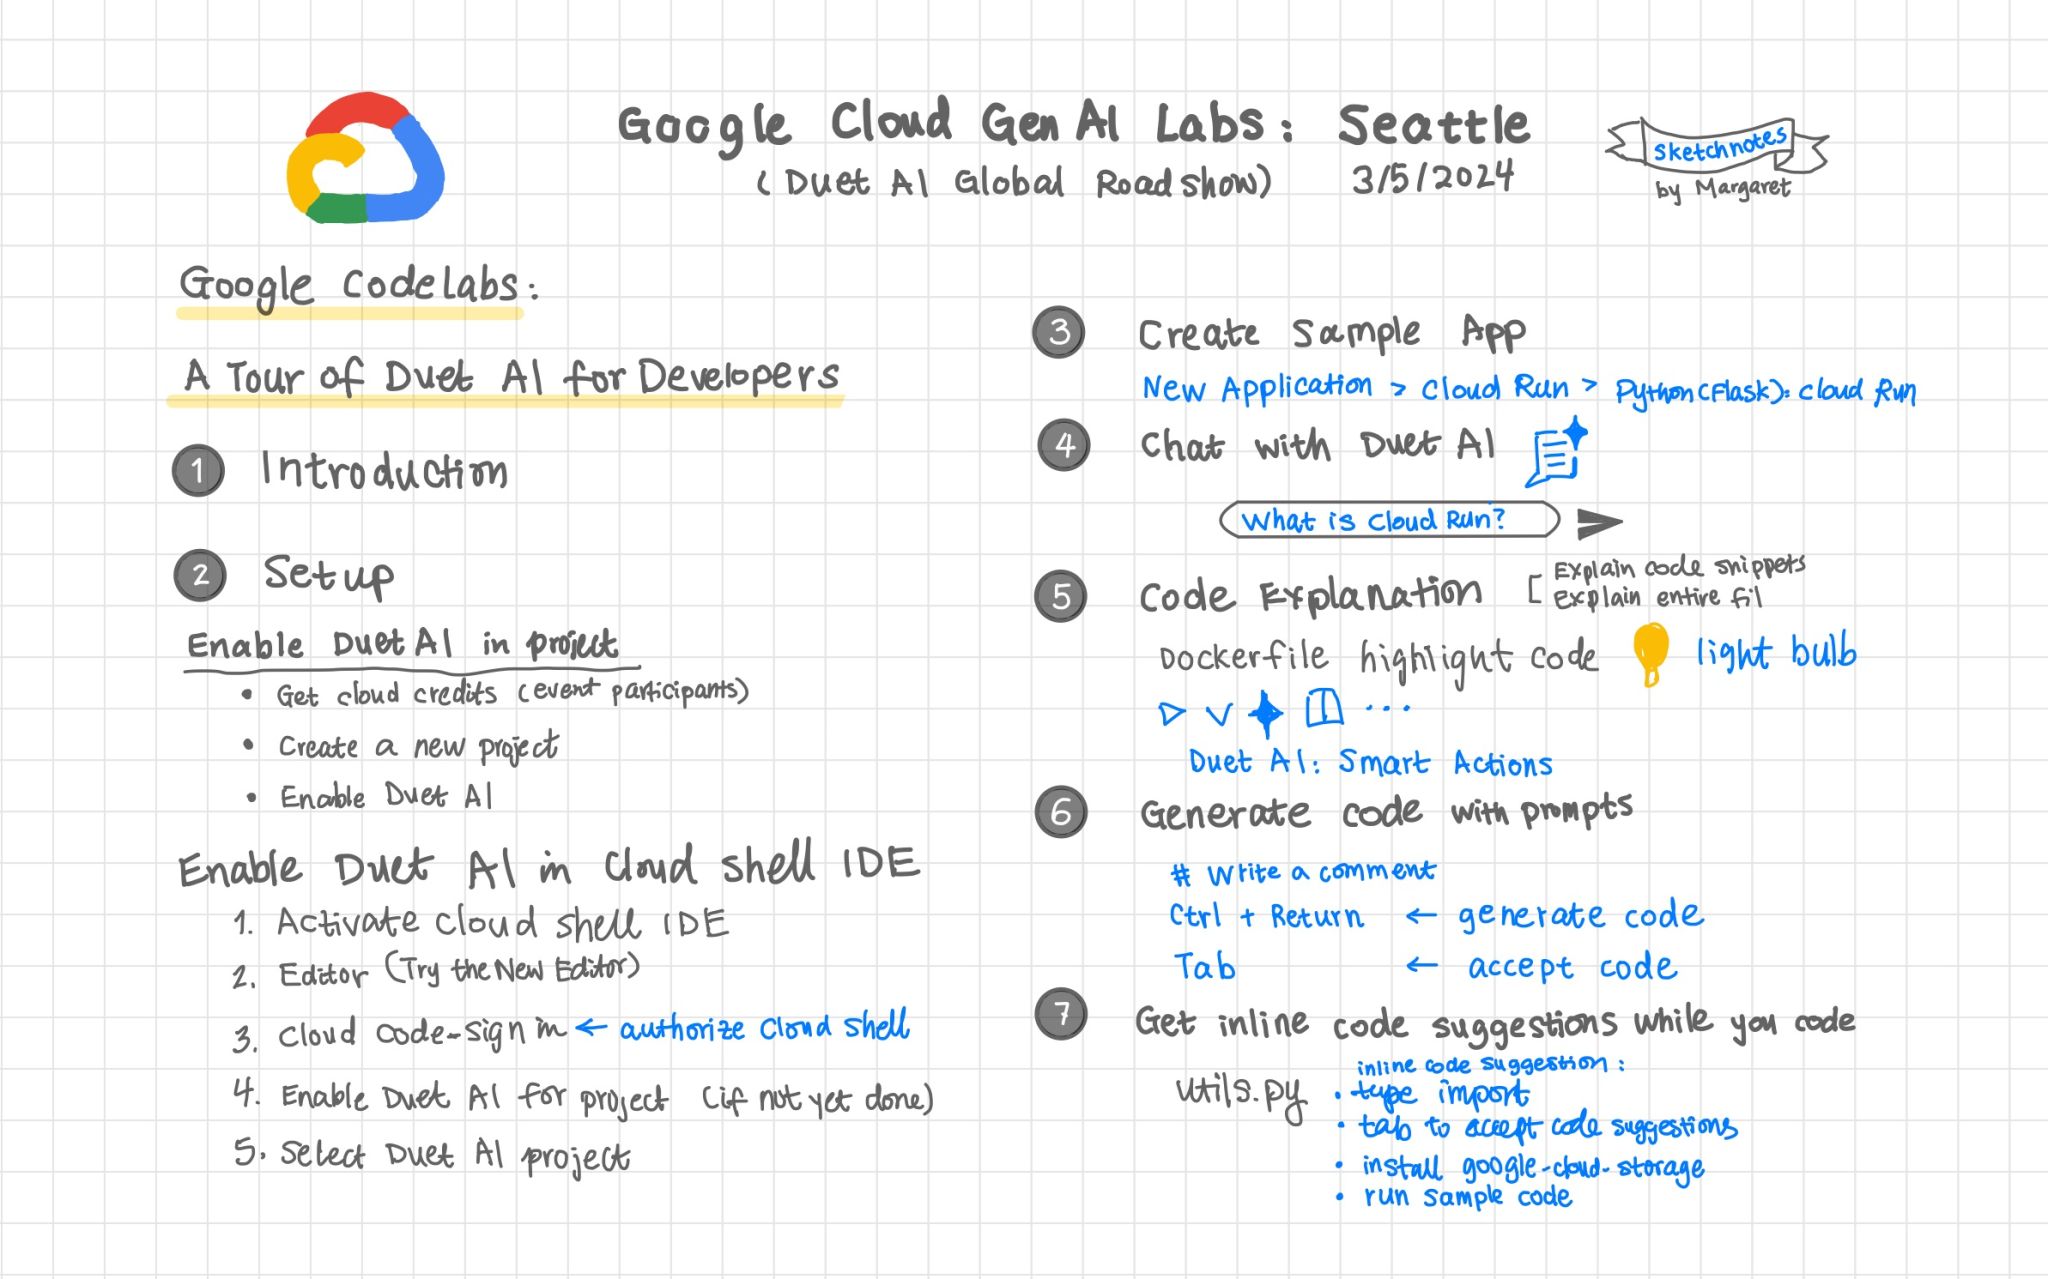 Google Cloud Gen AI Labs: Seattle
(Duet AI Global Roadshow) 3/5/2024
sketchnotes
by Margaret
Google CodeLabs:
A Tour of Duet AI for Developers
1 Introduction
2 Setup
Enable Duet AI in project
• Get cloud credits (event participants)
• Create a new project
• Enable Duet AI
Enable Duet AI in Cloud Shell IDE
1. Activate Cloud Shell IDE
2. Editor (Try the New Editor)
3. Cloud Code-sign in ← authorize Cloud Shell
4. Enable Duet AI for project (if not yet done)
5. Select Duet AI project
3 Create Sample App
New Application > Cloud Run > Python (Flask): Cloud Run
4 Chat with Duet AI
What is Cloud Run?
5 Code Explanation [ Explain code snippets
Explain entire fil
Dockerfile highlight code light bulb
...
Duet AI: Smart Actions
6 Generate code with prompts
# Write a comment
Ctrl + Return ← generate code
Tab ← accept code
7 Get inline code suggestions while you code
inline code suggestion:
utils.py • type import
• tab to accept code suggestions
• install google-cloud-storage
• run sample code